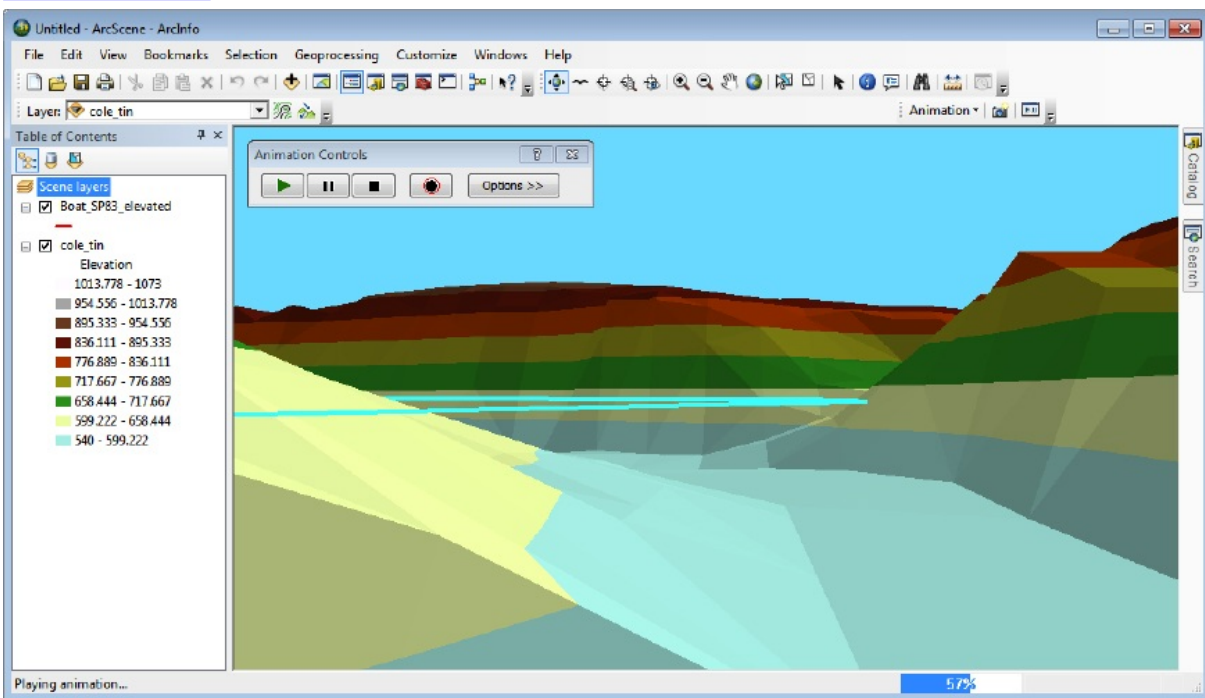 Untitled - ArcScene - ArcInfo
File Edit View Bookmarks Selection Geoprocessing Customize Windows Help
Layer: cole_tin
Animation
Table of Contents
Animation Controls
Options >>
Scene layers
Boat_SP83_elevated
cole_tin
Elevation
1013.778 - 1073
954.556 - 1013.778
895.333 - 954.556
836.111 - 895.333
776.889 - 836.111
717.667 - 776.889
658.444 - 717.667
599.222 - 658.444
540 - 599.222
Catalog
Search
Playing animation...
57%